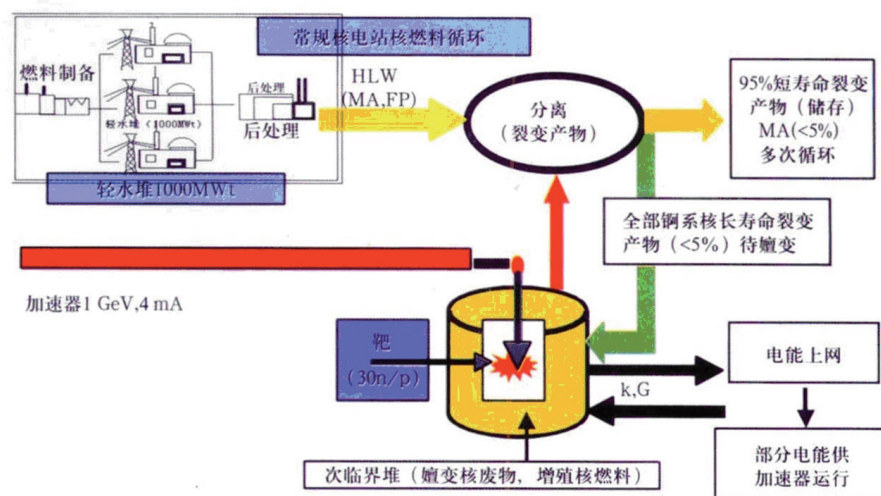 常规核电站核燃料循环
燃料制备
轻水堆（1000MWt）
后处理
后处理
轻水堆1000MWt
HLW
(MA,FP)
分离
（裂变产物）
95%短寿命裂变
产物（储存）
MA(<5%)
多次循环
全部锕系核长寿命裂变
产物（<5%）待嬗变
加速器1 GeV,4 mA
靶
(30n/p)
k,G
电能上网
部分电能供
加速器运行
次临界堆（嬗变核废物，增殖核燃料）